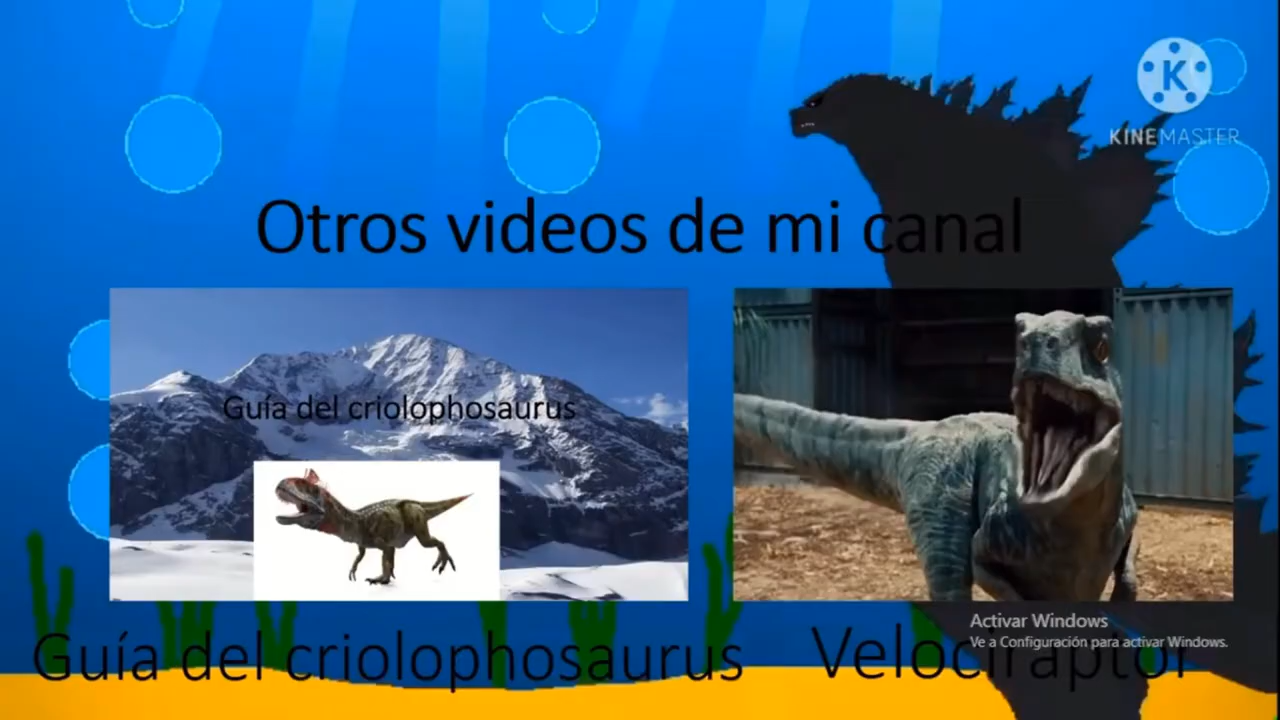 KINEMASTER
Otros videos de mi canal
Guía del criolophosaurus
Activar Windows
Ve a Configuración para activar Windows.
Guía del criolophosaurus
Velociraptor